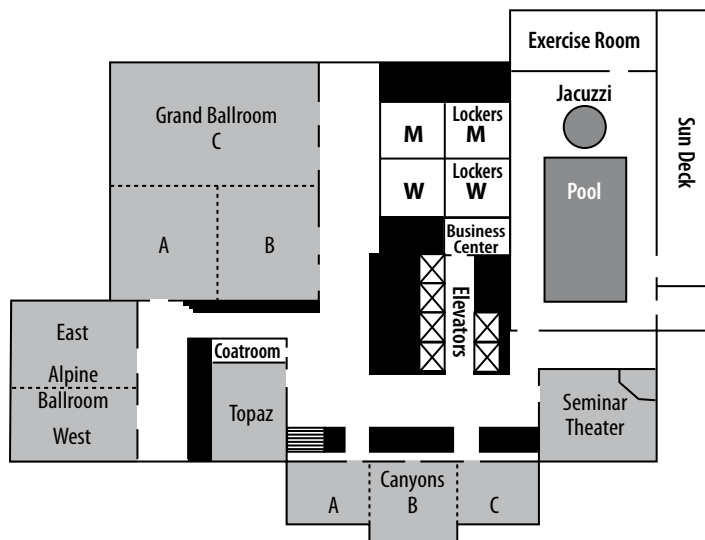 Exercise Room
Grand Ballroom
C
Jacuzzi
M
Lockers
M
Sun Deck
W
Lockers
W
Pool
A
B
Business
Center
Elevators
East
Alpine
Ballroom
West
Coatroom
Topaz
Seminar
Theater
Canyons
A
B
C